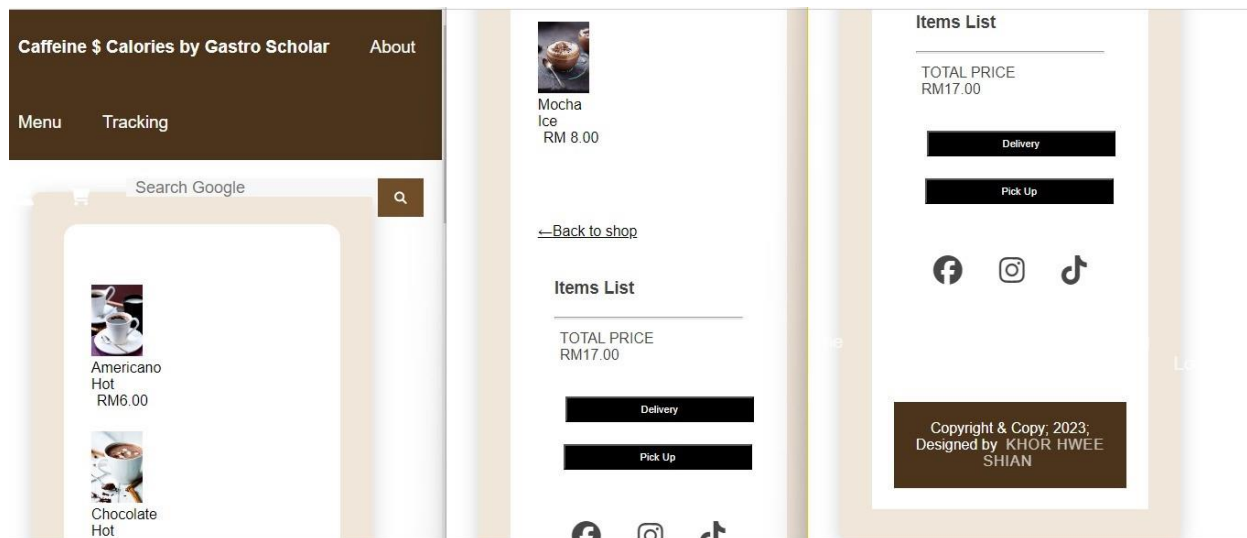 Caffeine $ Calories by Gastro Scholar About
Menu Tracking
Search Google
Americano
Hot
RM6.00
Chocolate
Hot
Mocha
Ice
RM 8.00
←Back to shop
Items List
TOTAL PRICE
RM17.00
Delivery
Pick Up
Items List
TOTAL PRICE
RM17.00
Delivery
Pick Up
Copyright & Copy; 2023;
Designed by KHOR HWEE
SHIAN